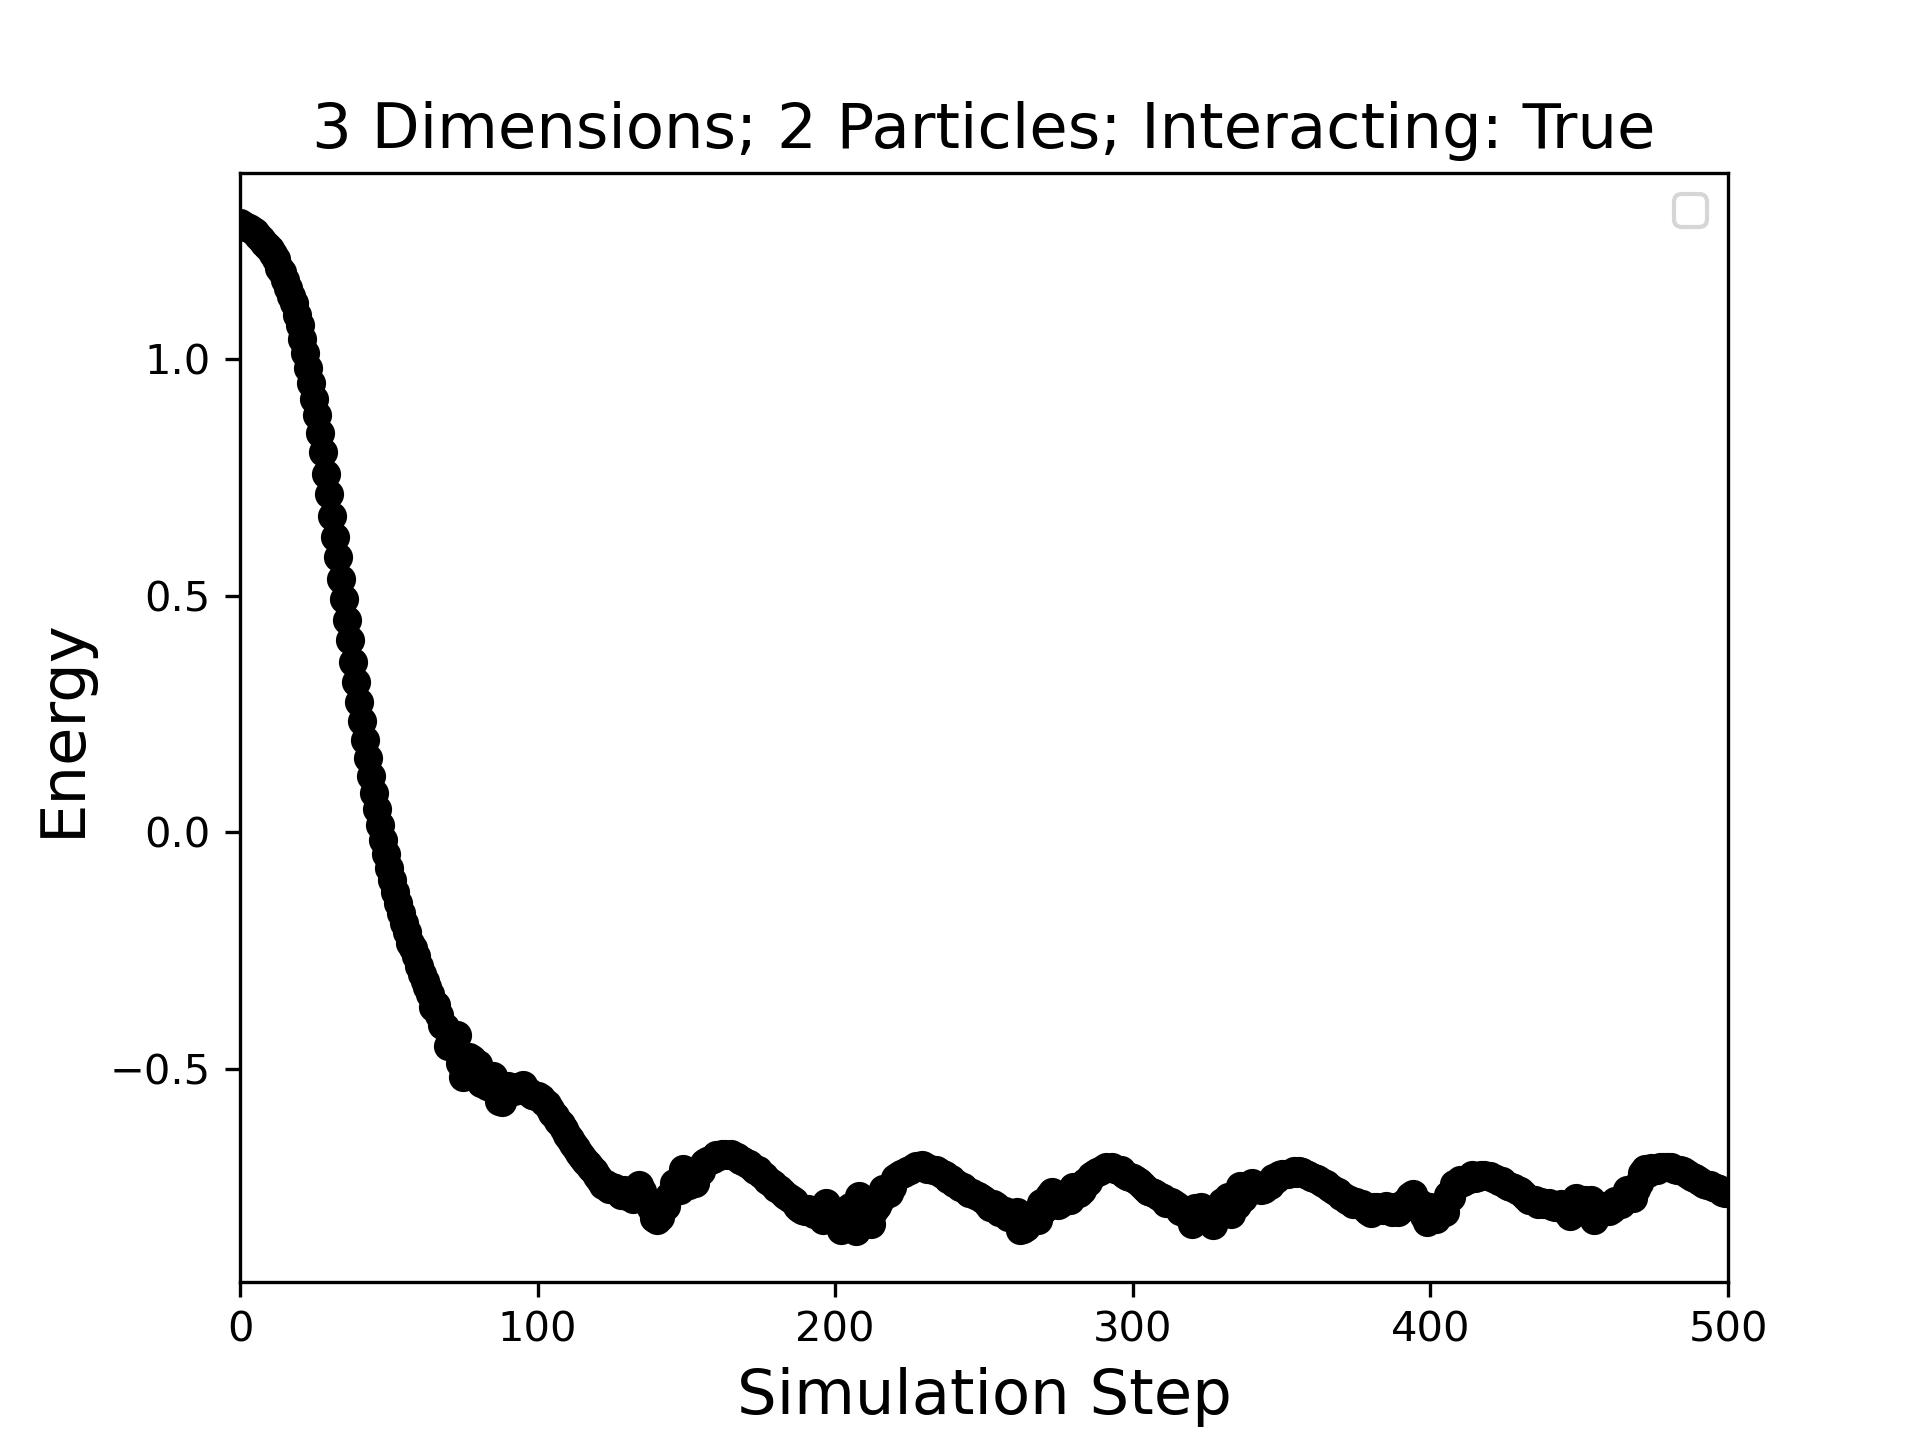 3 Dimensions; 2 Particles; Interacting: True
1.0
0.5
0.0
−0.5
Energy
0 100 200 300 400 500
Simulation Step